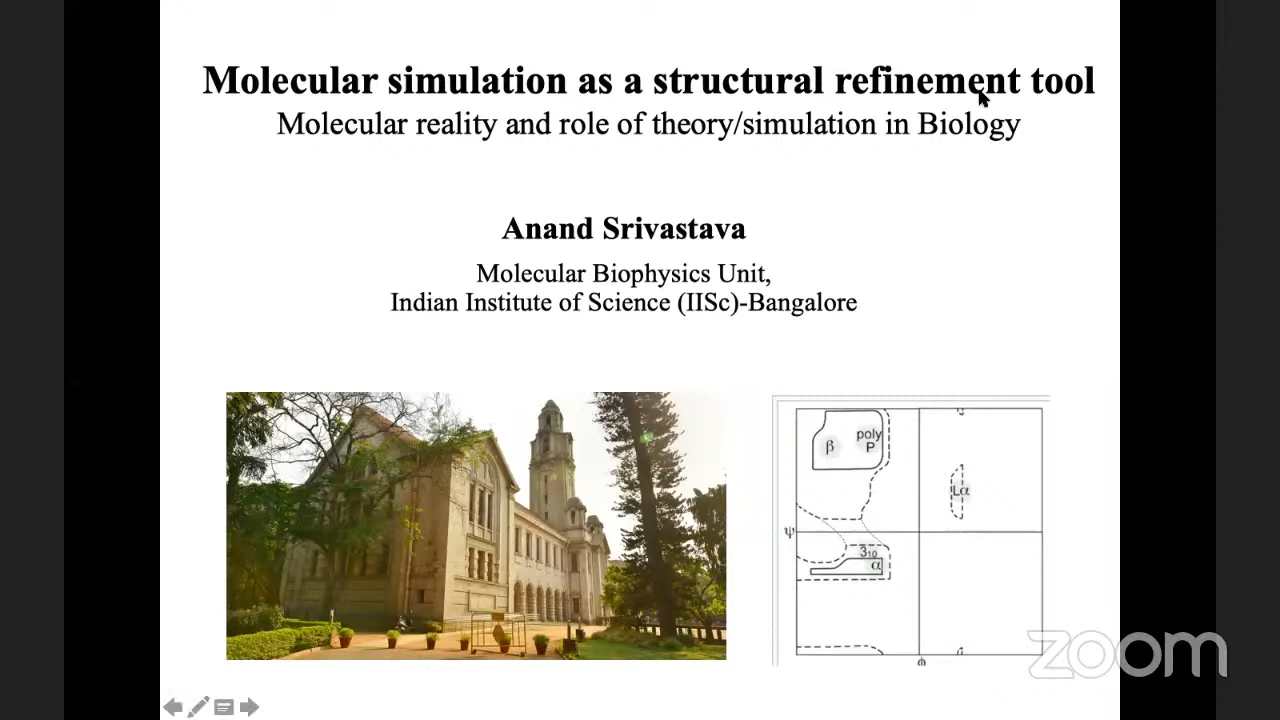 Molecular simulation as a structural refinement tool
Molecular reality and role of theory/simulation in Biology
Anand Srivastava
Molecular Biophysics Unit,
Indian Institute of Science (IISc)-Bangalore
β
poly
P
Lα
ψ
3₁₀
α
ϕ
zoom